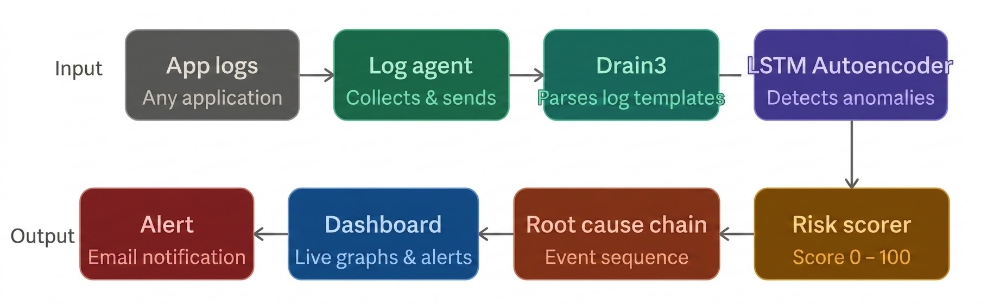 Input
App logs
Any application
Log agent
Collects & sends
Drain3
Parses log templates
LSTM Autoencoder
Detects anomalies
Output
Alert
Email notification
Dashboard
Live graphs & alerts
Root cause chain
Event sequence
Risk scorer
Score 0 – 100